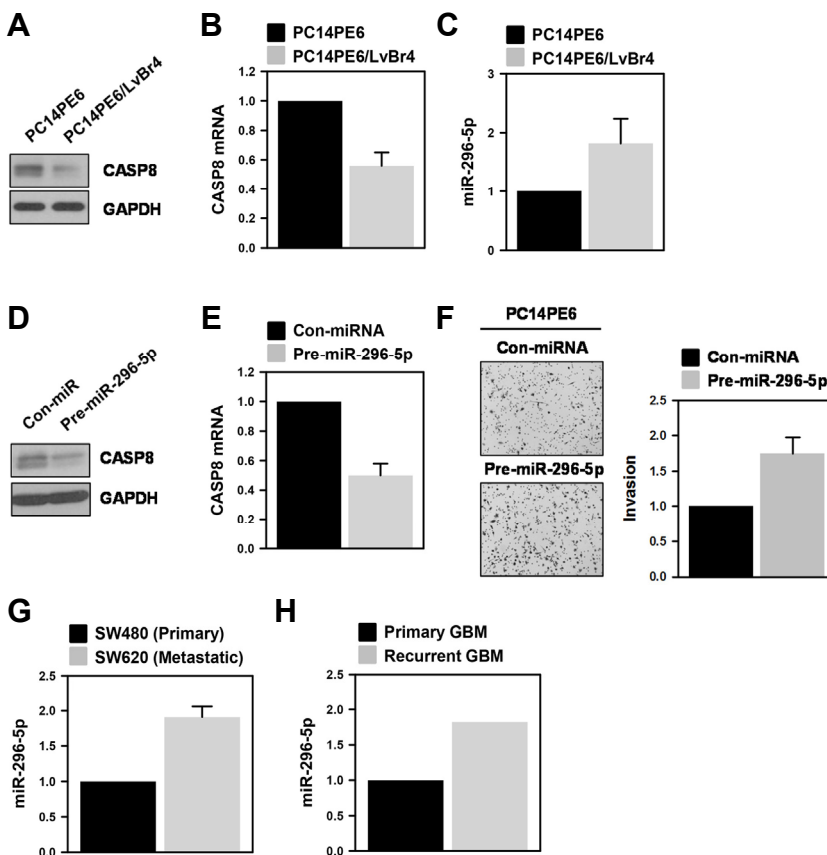 A
PC14PE6
PC14PE6/LvBr4
CASP8
GAPDH
B
PC14PE6
PC14PE6/LvBr4
CASP8 mRNA
1.2
1.0
0.8
0.6
0.4
0.2
0.0
C
PC14PE6
PC14PE6/LvBr4
miR-296-5p
3
2
1
0
D
Con-miR
Pre-miR-296-5p
CASP8
GAPDH
E
Con-miRNA
Pre-miR-296-5p
CASP8 mRNA
1.2
1.0
0.8
0.6
0.4
0.2
0.0
F
PC14PE6
Con-miRNA
Pre-miR-296-5p
Con-miRNA
Pre-miR-296-5p
Invasion
2.5
2.0
1.5
1.0
0.5
0.0
G
SW480 (Primary)
SW620 (Metastatic)
miR-296-5p
2.5
2.0
1.5
1.0
0.5
0.0
H
Primary GBM
Recurrent GBM
miR-296-5p
2.5
2.0
1.5
1.0
0.5
0.0